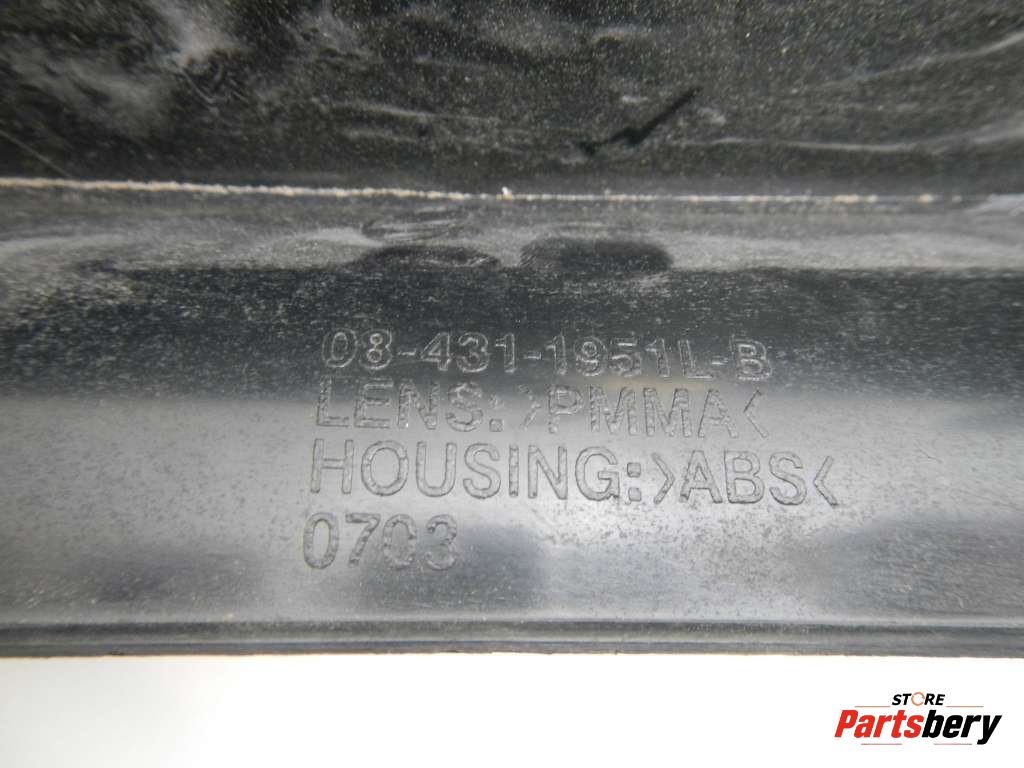 08-431-1951L-B
LENS:>PMMA<
HOUSING:>ABS<
0703
STORE
Partsbery